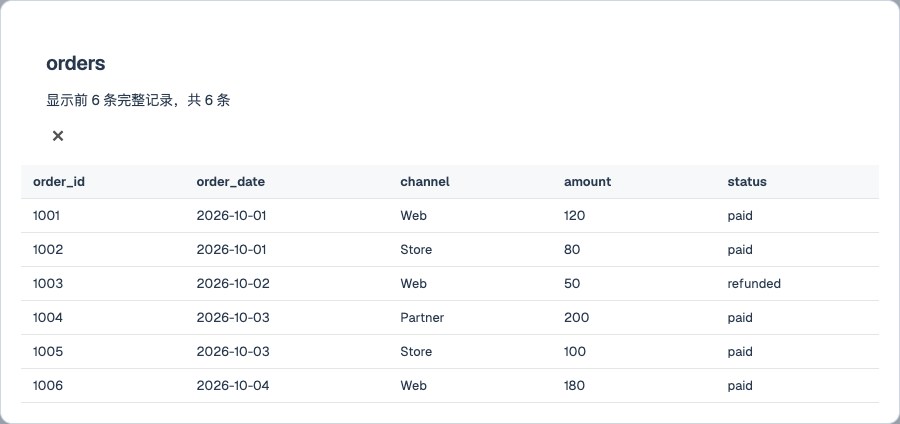 orders
显示前 6 条完整记录，共 6 条
×
order_id order_date channel amount status
1001 2026-10-01 Web 120 paid
1002 2026-10-01 Store 80 paid
1003 2026-10-02 Web 50 refunded
1004 2026-10-03 Partner 200 paid
1005 2026-10-03 Store 100 paid
1006 2026-10-04 Web 180 paid